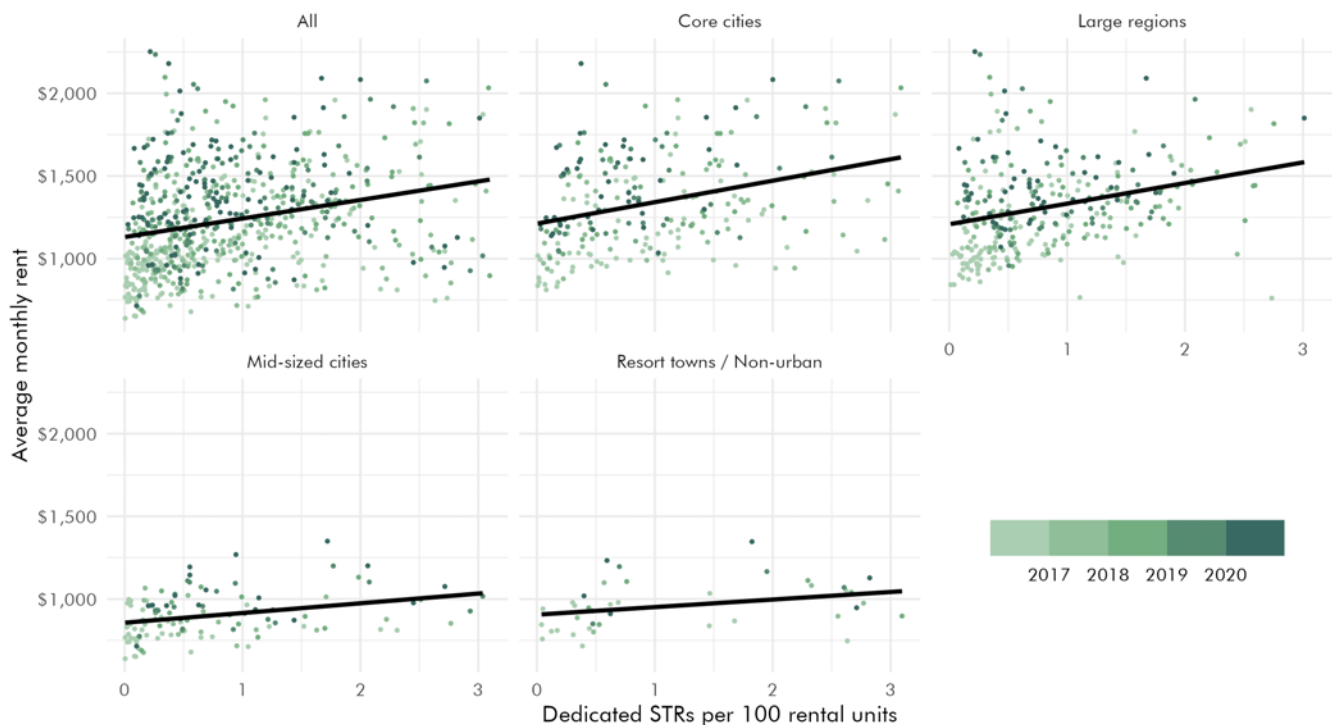 All
Core cities
Large regions
$2,000
$1,500
$1,000
0 1 2 3
Mid-sized cities
Resort towns / Non-urban
$2,000
$1,500
$1,000
0 1 2 3
0 1 2 3
Average monthly rent
Dedicated STRs per 100 rental units
2017 2018 2019 2020